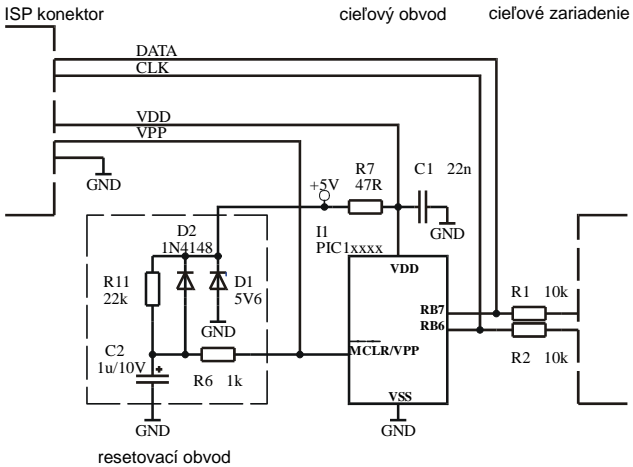 ISP konektor
cieľový obvod
cieľové zariadenie
DATA
CLK
VDD
VPP
GND
+5V
R7
47R
C1 22n
GND
D2
1N4148
I1
PIC1xxxx
VDD
R11
22k
D1
5V6
GND
RB7
RB6
R1 10k
R2 10k
C2
1u/10V
+
R6 1k
MCLR/VPP
VSS
GND
GND
resetovací obvod